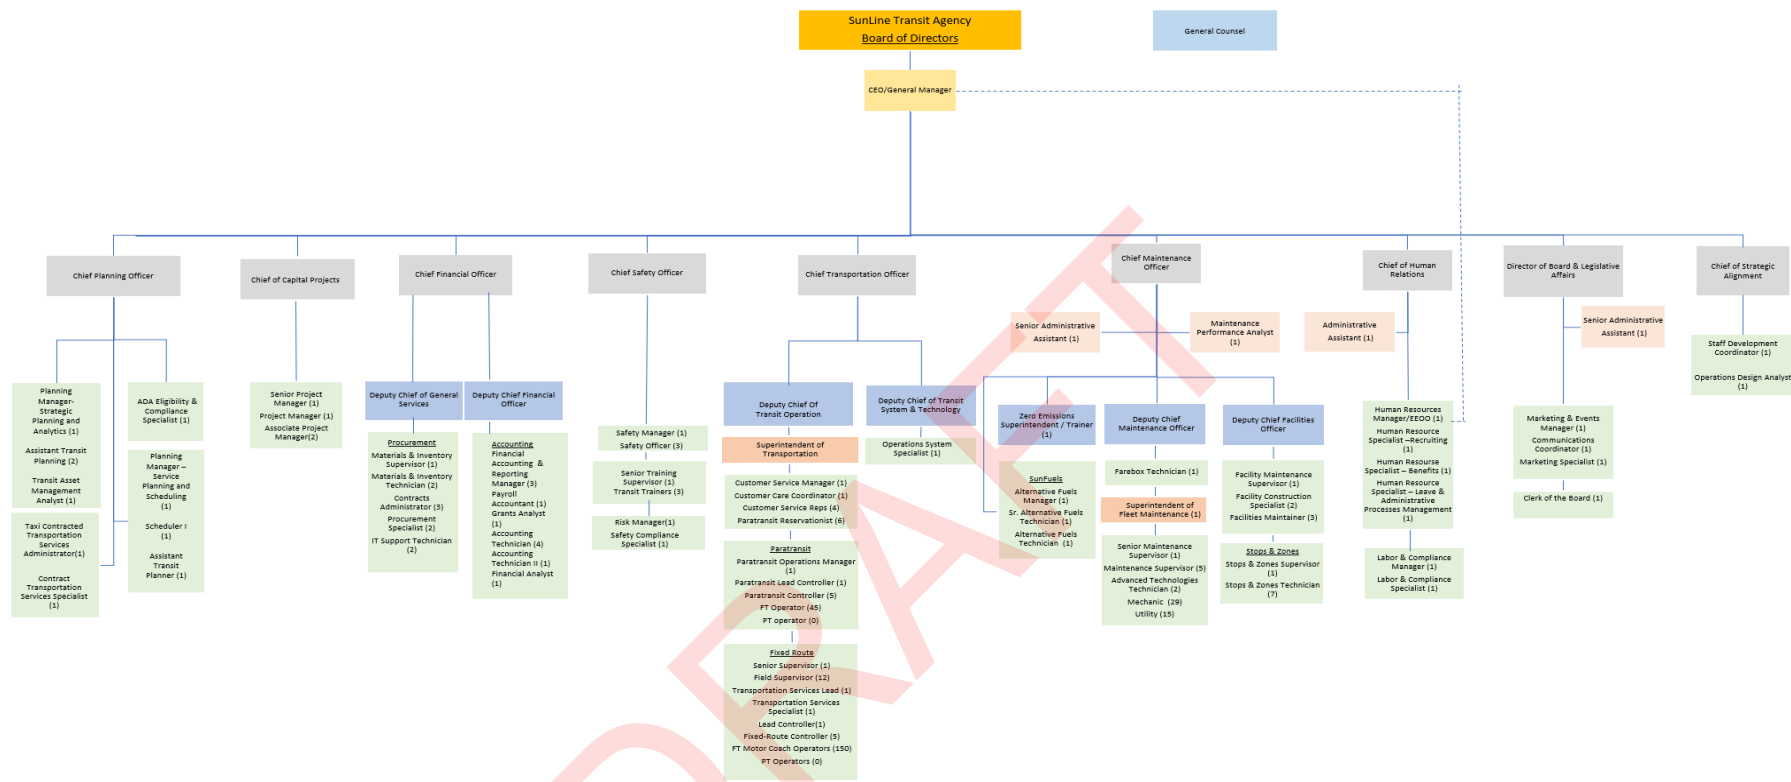 SunLine Transit Agency
Board of Directors
General Counsel
CEO/General Manager
Chief Planning Officer
Chief of Capital Projects
Chief Financial Officer
Chief Safety Officer
Chief Transportation Officer
Chief Maintenance
Officer
Chief of Human
Relations
Director of Board & Legislative
Affairs
Chief of Strategic
Alignment
Senior Administrative
Assistant (1)
Maintenance
Performance Analyst
(1)
Administrative
Assistant (1)
Senior Administrative
Assistant (1)
Staff Development
Coordinator (1)
Operations Design Analyst
(1)
Planning
Manager-
Strategic
Planning and
Analytics (1)
Assistant Transit
Planning (2)
Transit Asset
Management
Analyst (1)
Taxi Contracted
Transportation
Services
Administrator(1)
Contract
Transportation
Services Specialist
(1)
ADA Eligibility &
Compliance
Specialist (1)
Planning
Manager –
Service
Planning and
Scheduling
(1)
Scheduler I
(1)
Assistant
Transit
Planner (1)
Senior Project
Manager (1)
Project Manager (1)
Associate Project
Manager(2)
Deputy Chief of General
Services
Procurement
Materials & Inventory
Supervisor (1)
Materials & Inventory
Technician (2)
Contracts
Administrator (3)
Procurement
Specialist (2)
IT Support Technician
(2)
Deputy Chief Financial
Officer
Accounting
Financial
Accounting &
Reporting
Manager (3)
Payroll
Accountant (1)
Grants Analyst
(1)
Accounting
Technician (4)
Accounting
Technician II (1)
Financial Analyst
(1)
Safety Manager (1)
Safety Officer (3)
Senior Training
Supervisor (1)
Transit Trainers (3)
Risk Manager(1)
Safety Compliance
Specialist (1)
Deputy Chief Of
Transit Operation
Superintendent of
Transportation
Customer Service Manager (1)
Customer Care Coordinator (1)
Customer Service Reps (4)
Paratransit Reservationist (6)
Paratransit
Paratransit Operations Manager
(1)
Paratransit Lead Controller (1)
Paratransit Controller (5)
FT Operator (45)
PT operator (0)
Fixed Route
Senior Supervisor (1)
Field Supervisor (12)
Transportation Services Lead (1)
Transportation Services
Specialist (1)
Lead Controller(1)
Fixed-Route Controller (5)
FT Motor Coach Operators (150)
PT Operators (0)
Deputy Chief of Transit
System & Technology
Operations System
Specialist (1)
Zero Emissions
Superintendent / Trainer
(1)
SunFuels
Alternative Fuels
Manager (1)
Sr. Alternative Fuels
Technician (1)
Alternative Fuels
Technician (1)
Deputy Chief
Maintenance Officer
Farebox Technician (1)
Superintendent of
Fleet Maintenance (1)
Senior Maintenance
Supervisor (1)
Maintenance Supervisor (5)
Advanced Technologies
Technician (2)
Mechanic (29)
Utility (15)
Deputy Chief Facilities
Officer
Facility Maintenance
Supervisor (1)
Facility Construction
Specialist (2)
Facilities Maintainer (3)
Stops & Zones
Stops & Zones Supervisor
(1)
Stops & Zones Technician
(7)
Human Resources
Manager/EEOO (1)
Human Resource
Specialist –Recruiting
(1)
Human Resourse
Specialist – Benefits (1)
Human Resource
Specialist – Leave & Administrative
Processes Management
(1)
Labor & Compliance
Manager (1)
Labor & Compliance
Specialist (1)
Marketing & Events
Manager (1)
Communications
Coordinator (1)
Marketing Specialist (1)
Clerk of the Board (1)
DRAFT